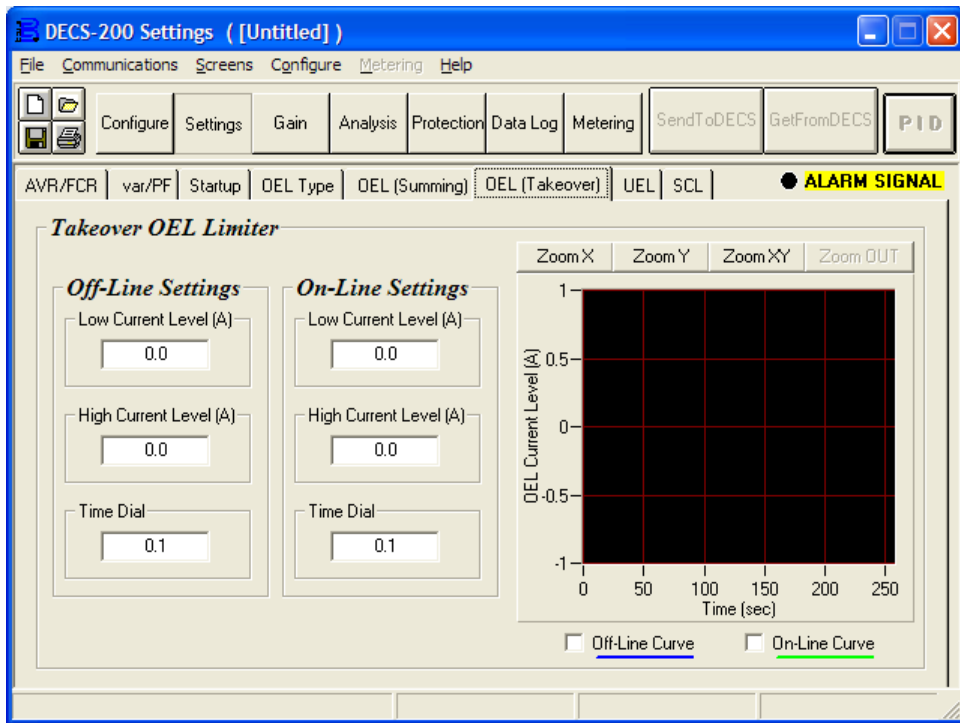 DECS-200 Settings ( [Untitled] )
File Communications Screens Configure Metering Help
Configure Settings Gain Analysis Protection Data Log Metering SendToDECS GetFromDECS PID
AVR/FCR var/PF Startup OEL Type OEL (Summing) OEL (Takeover) UEL SCL ALARM SIGNAL
Takeover OEL Limiter
Zoom X Zoom Y Zoom XY Zoom OUT
Off-Line Settings
Low Current Level (A)
0.0
High Current Level (A)
0.0
Time Dial
0.1
On-Line Settings
Low Current Level (A)
0.0
High Current Level (A)
0.0
Time Dial
0.1
OEL Current Level (A)
1
0.5
0
-0.5
-1
0 50 100 150 200 250
Time (sec)
Off-Line Curve On-Line Curve